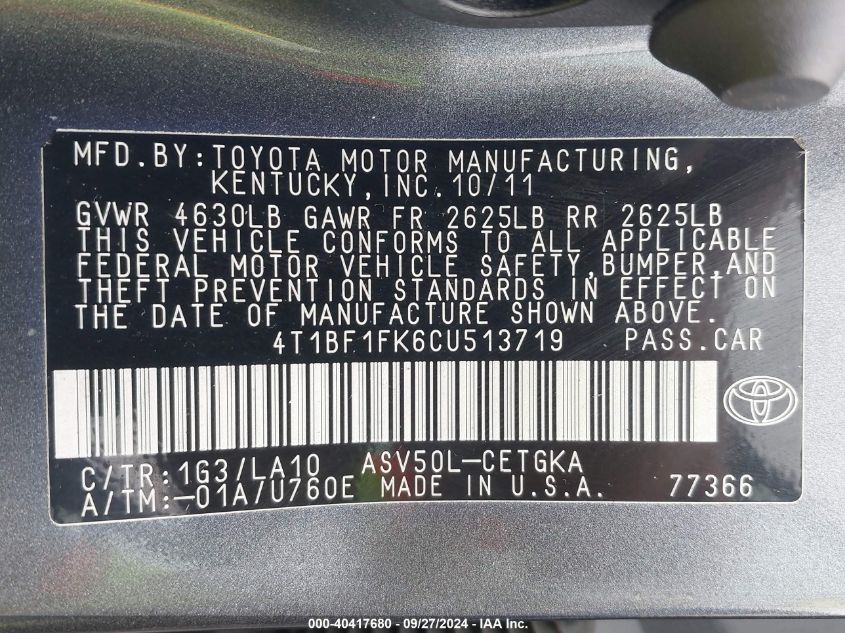 MFD.BY:TOYOTA MOTOR MANUFACTURING,
KENTUCKY,INC.10/11
GVWR 4630LB GAWR FR 2625LB RR 2625LB
THIS VEHICLE CONFORMS TO ALL APPLICABLE
FEDERAL MOTOR VEHICLE SAFETY,BUMPER,AND
THEFT PREVENTION STANDARDS IN EFFECT ON
THE DATE OF MANUFACTURE SHOWN ABOVE.
4T1BF1FK6CU513719 PASS.CAR
C/TR:1G3/LA10 ASV50L-CETGKA
A/TM:-01A/U760E MADE IN U.S.A. 77366
000-40417680 - 09/27/2024 - IAA Inc.